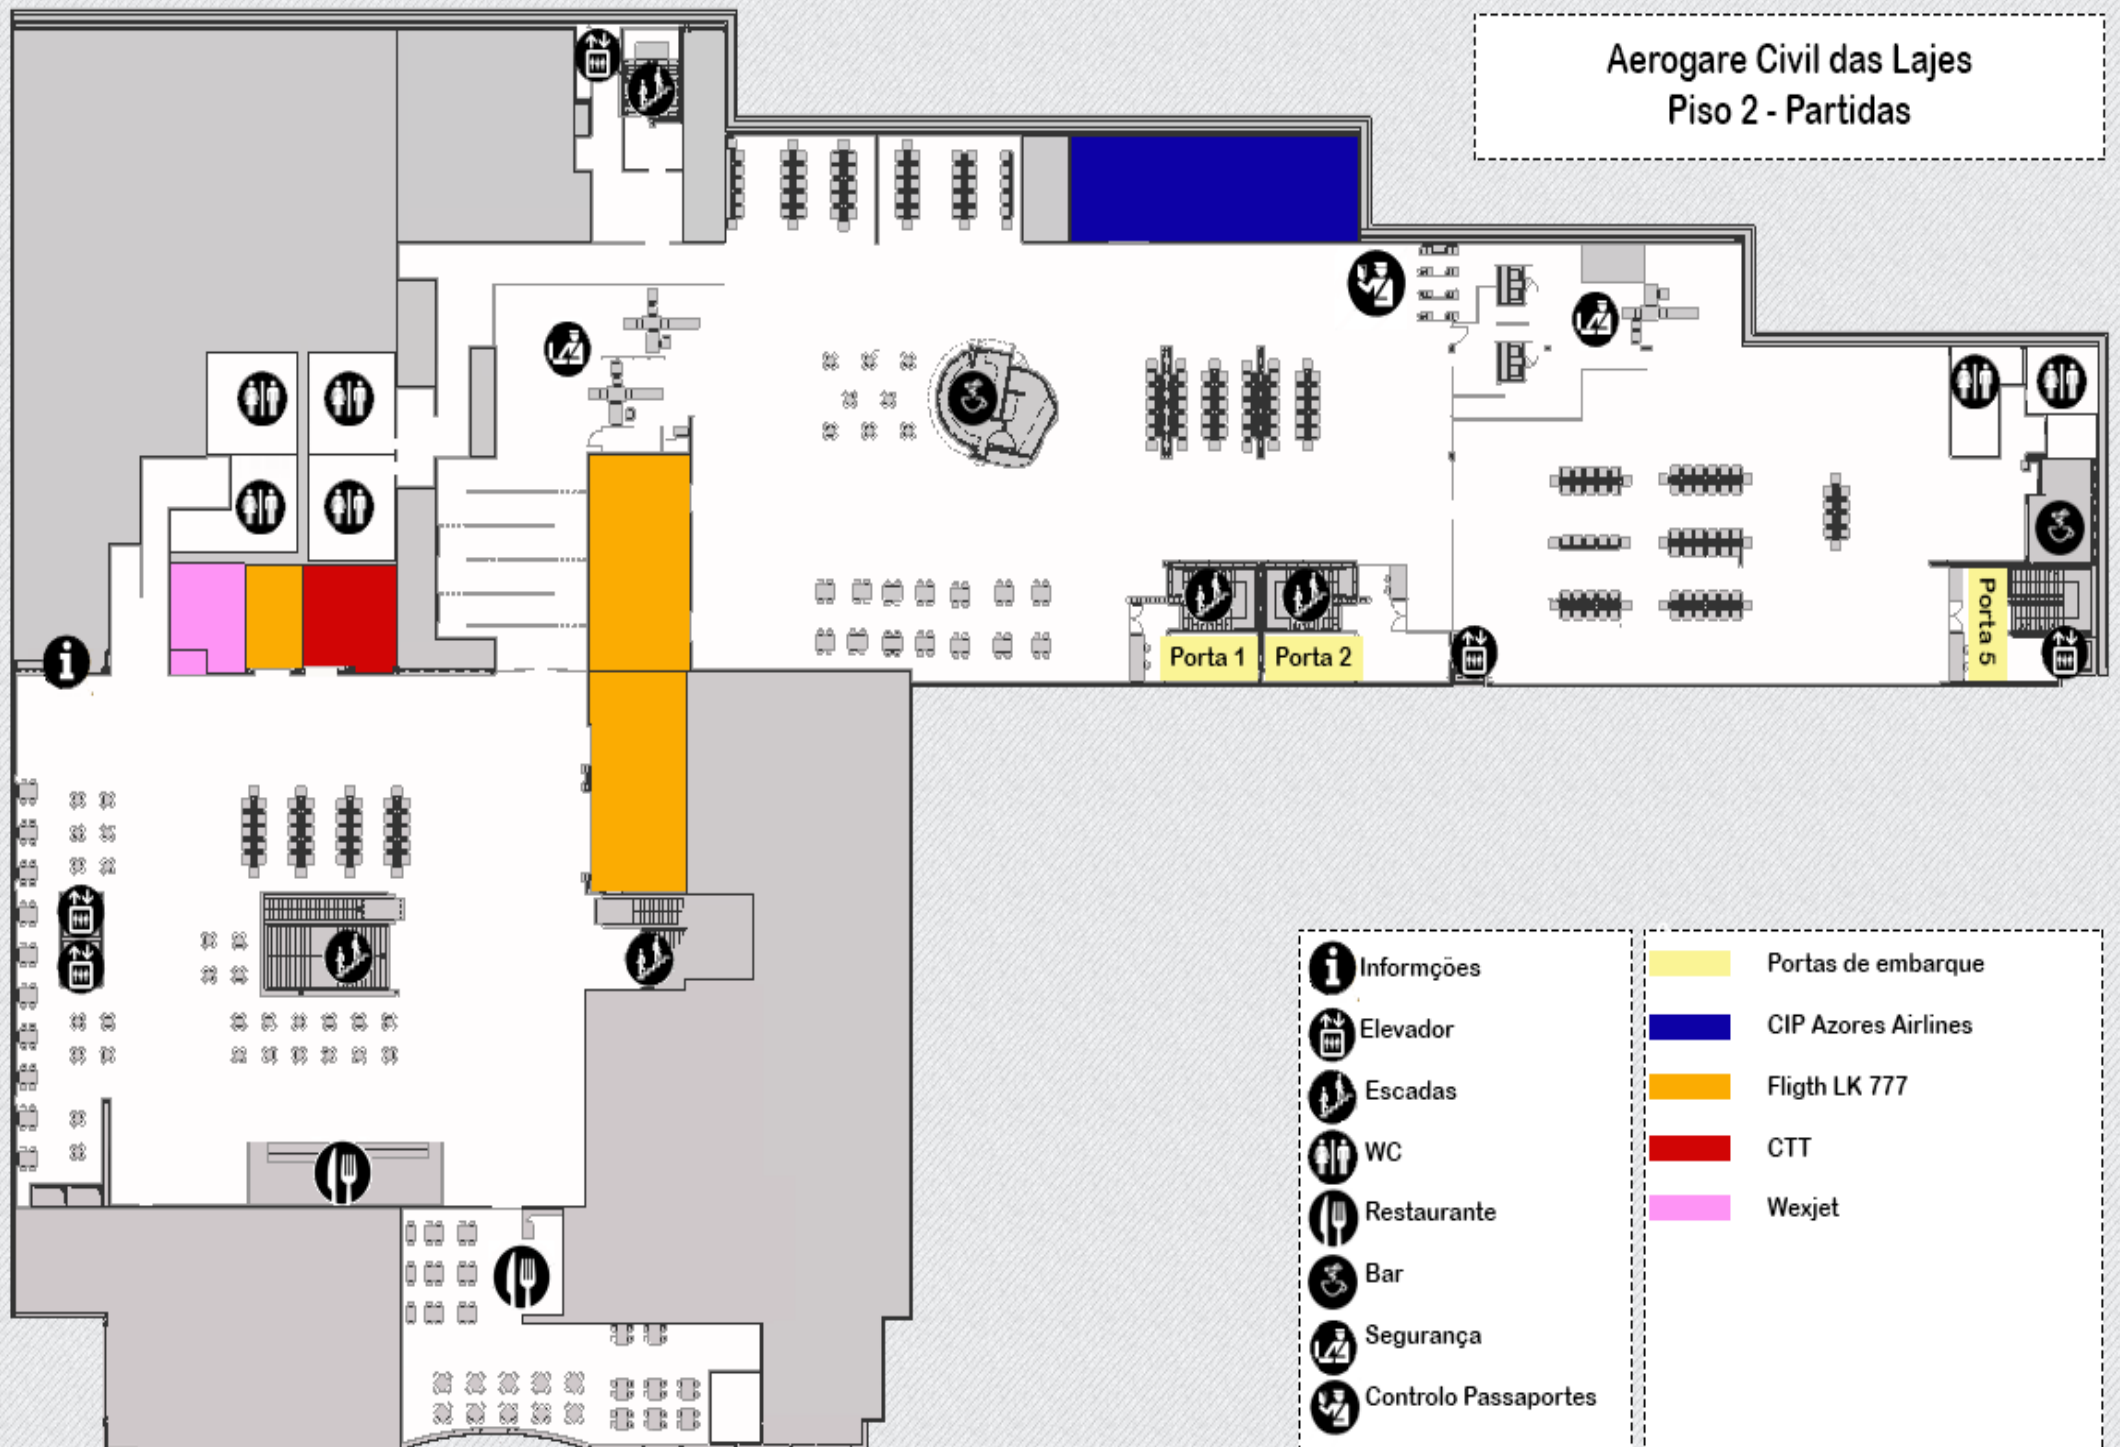 Aerogare Civil das Lajes
Piso 2 - Partidas
Porta 1
Porta 2
Porta 5
Informções
Elevador
Escadas
WC
Restaurante
Bar
Segurança
Controlo Passaportes
Portas de embarque
CIP Azores Airlines
Fligth LK 777
CTT
Wexjet